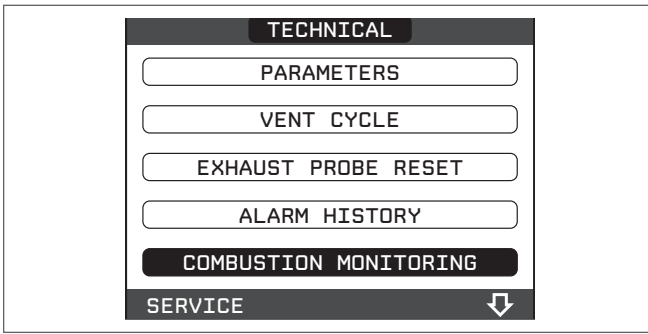 TECHNICAL
PARAMETERS
VENT CYCLE
EXHAUST PROBE RESET
ALARM HISTORY
COMBUSTION MONITORING
SERVICE